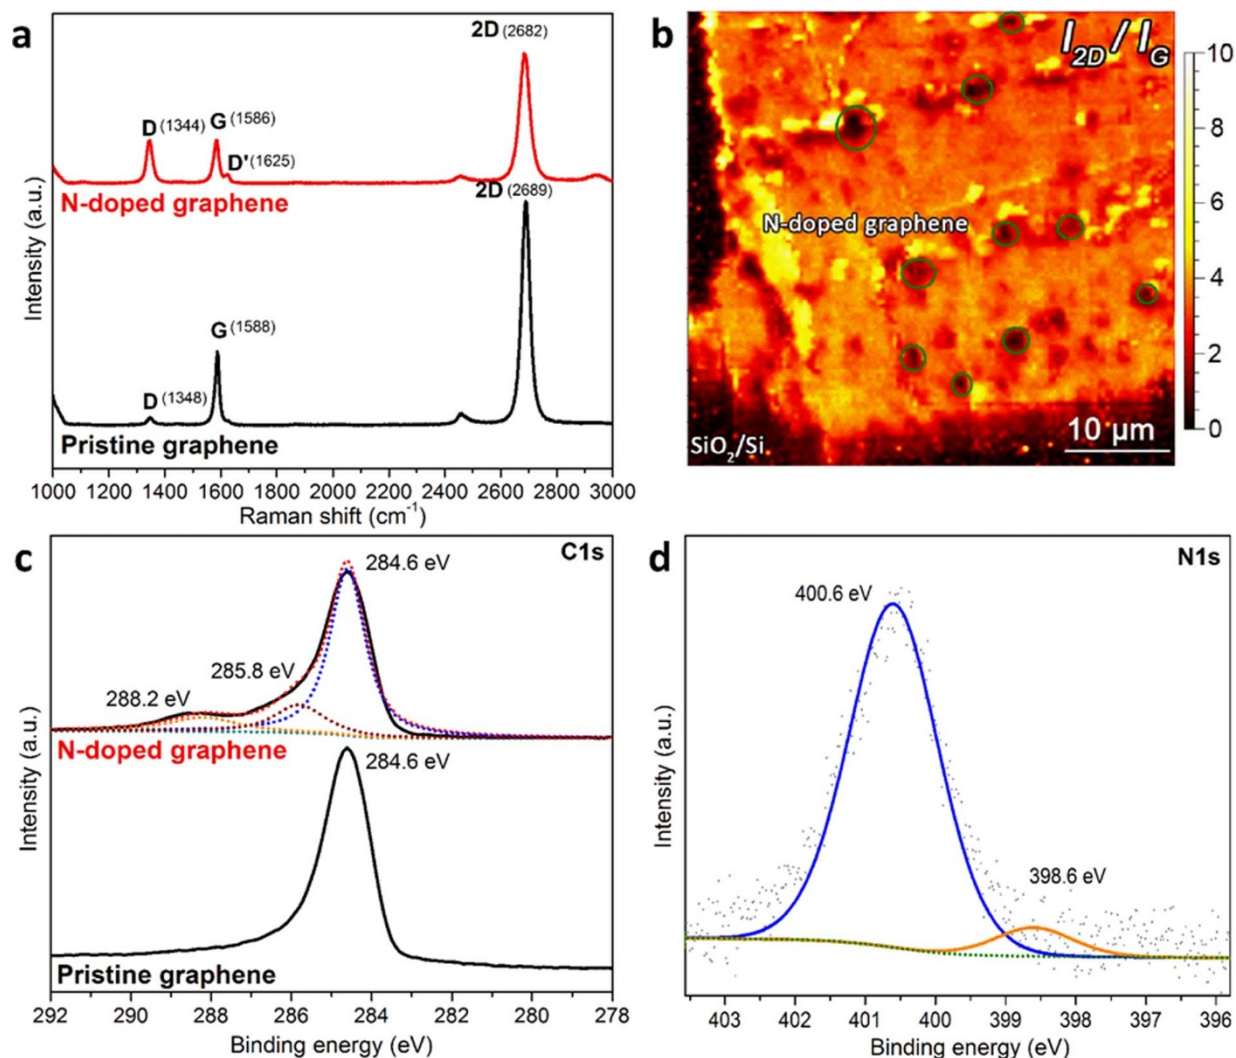 a
2D (2682)
D (1344) G (1586)
D' (1625)
N-doped graphene
2D (2689)
G (1588)
D (1348)
Pristine graphene
Intensity (a.u.)
1000 1200 1400 1600 1800 2000 2200 2400 2600 2800 3000
Raman shift (cm⁻¹)
b
I2D / IG
N-doped graphene
SiO₂/Si
10 μm
10
8
6
4
2
0
c
C1s
284.6 eV
285.8 eV
288.2 eV
N-doped graphene
284.6 eV
Pristine graphene
Intensity (a.u.)
292 290 288 286 284 282 280 278
Binding energy (eV)
d
N1s
400.6 eV
398.6 eV
Intensity (a.u.)
403 402 401 400 399 398 397 396
Binding energy (eV)